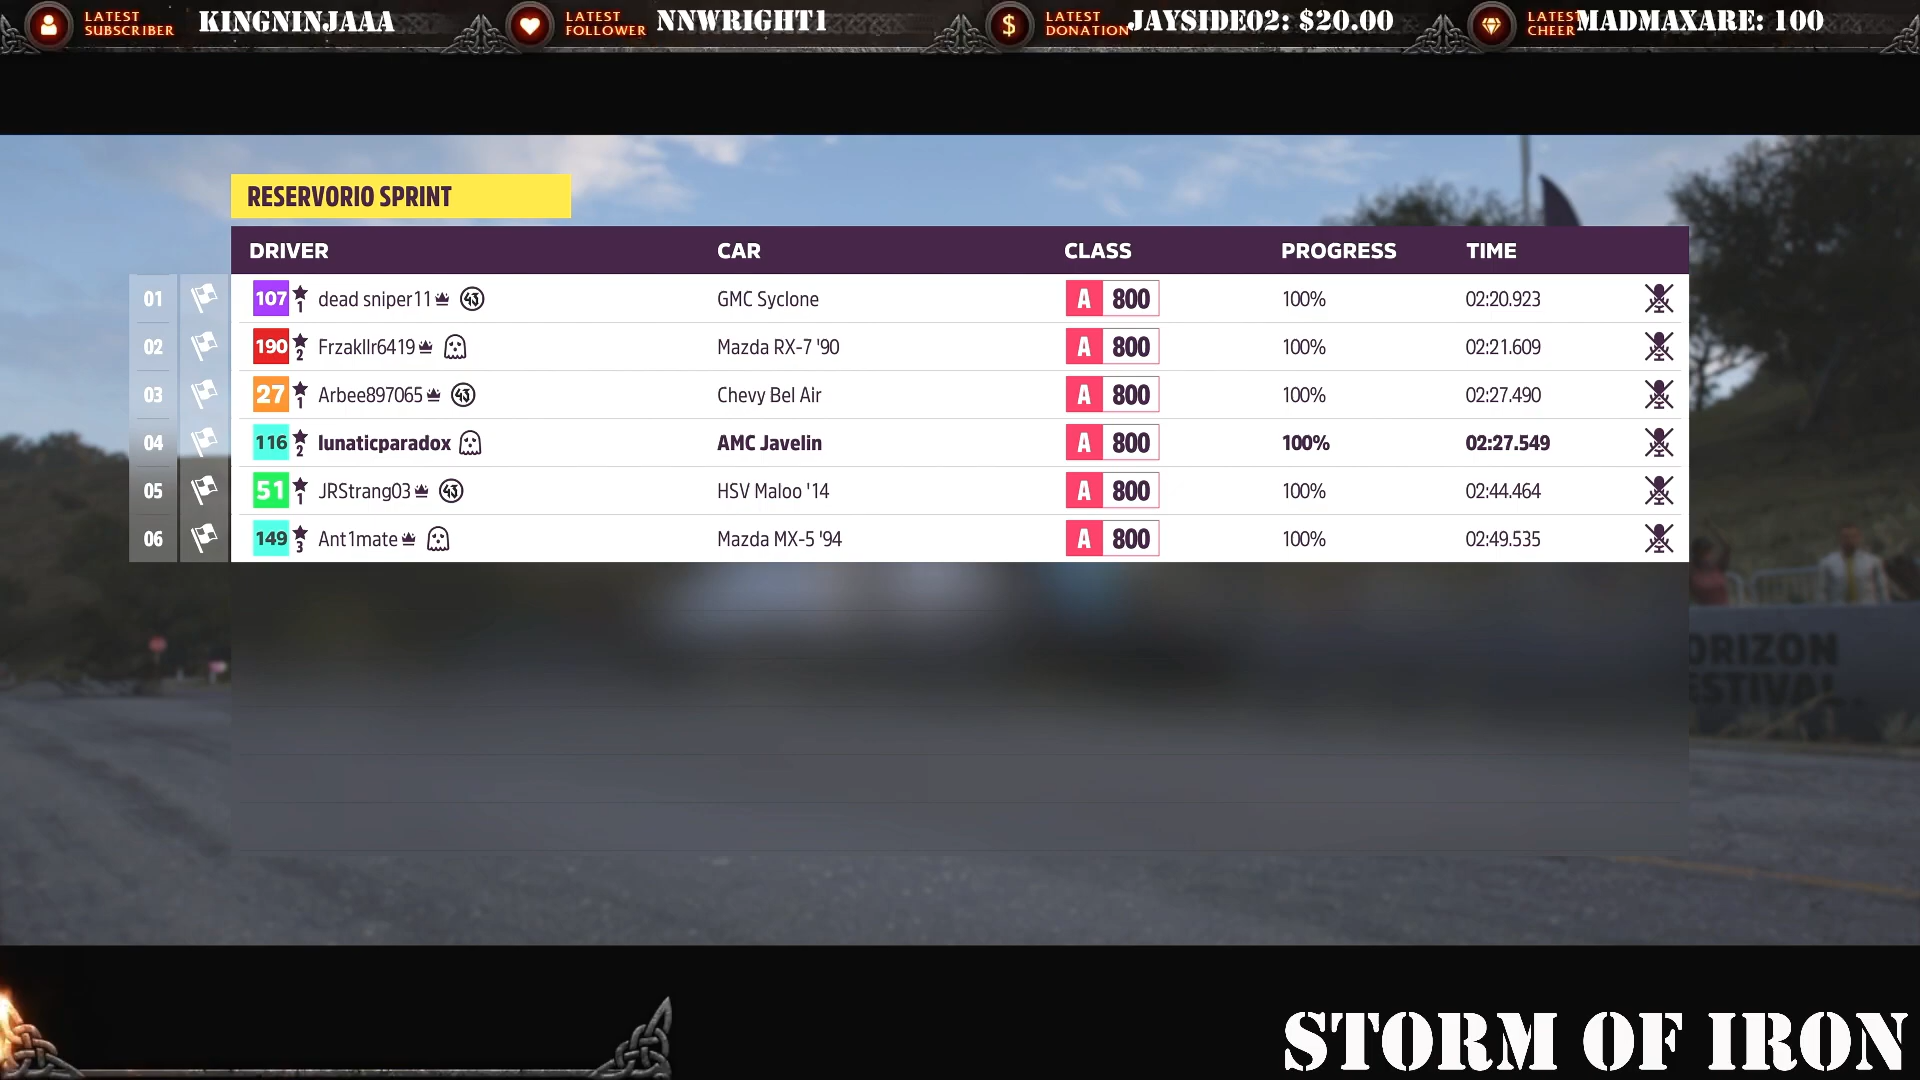 LATEST SUBSCRIBER KINGNINJAAA
LATEST FOLLOWER NNWRIGHT1
LATEST DONATION JAYSIDE02: $20.00
LATEST CHEER MADMAXARE: 100
RESERVORIO SPRINT
DRIVER CAR CLASS PROGRESS TIME
01 107 1 dead sniper11 43 GMC Syclone A 800 100% 02:20.923
02 190 2 Frzakllr6419 Mazda RX-7 '90 A 800 100% 02:21.609
03 27 1 Arbee897065 43 Chevy Bel Air A 800 100% 02:27.490
04 116 2 lunaticparadox AMC Javelin A 800 100% 02:27.549
05 51 1 JRStrang03 43 HSV Maloo '14 A 800 100% 02:44.464
06 149 3 Ant1mate Mazda MX-5 '94 A 800 100% 02:49.535
ORIZON
ESTIVAL
STORM OF IRON